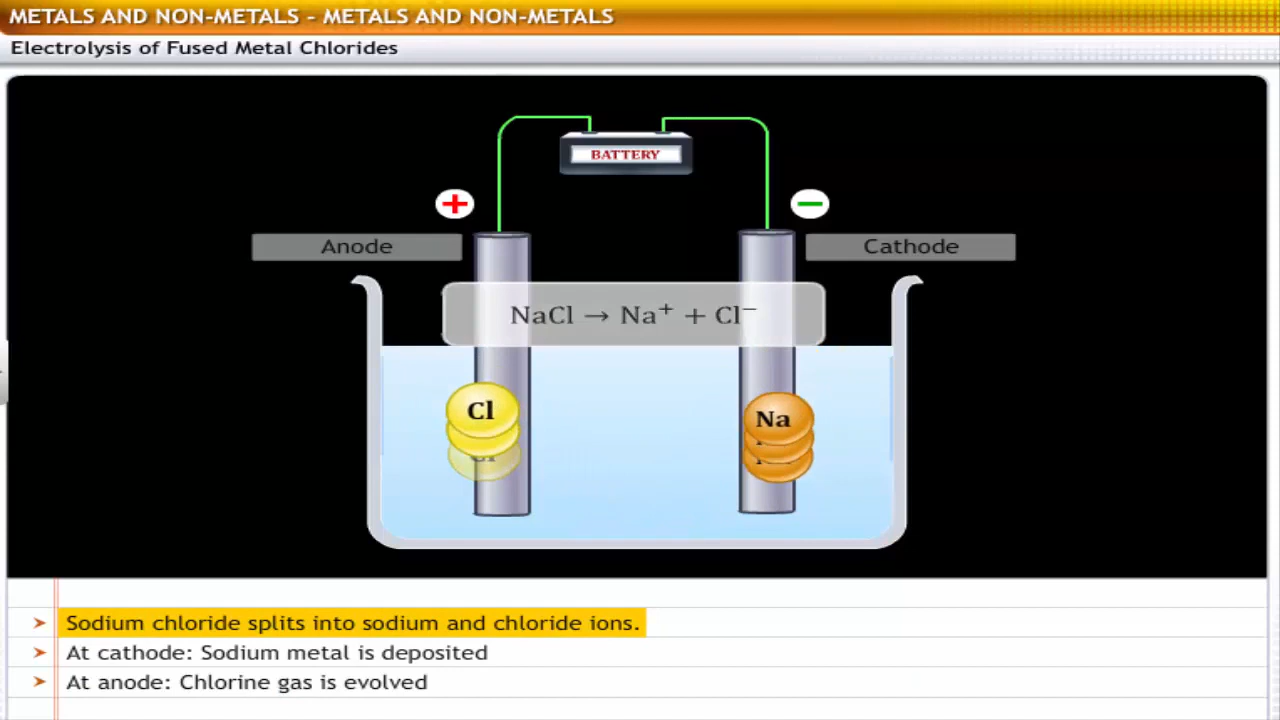 METALS AND NON-METALS - METALS AND NON-METALS
Electrolysis of Fused Metal Chlorides
BATTERY
+
−
Anode
Cathode
NaCl → Na⁺ + Cl⁻
Cl
Na
➤ Sodium chloride splits into sodium and chloride ions.
➤ At cathode: Sodium metal is deposited
➤ At anode: Chlorine gas is evolved